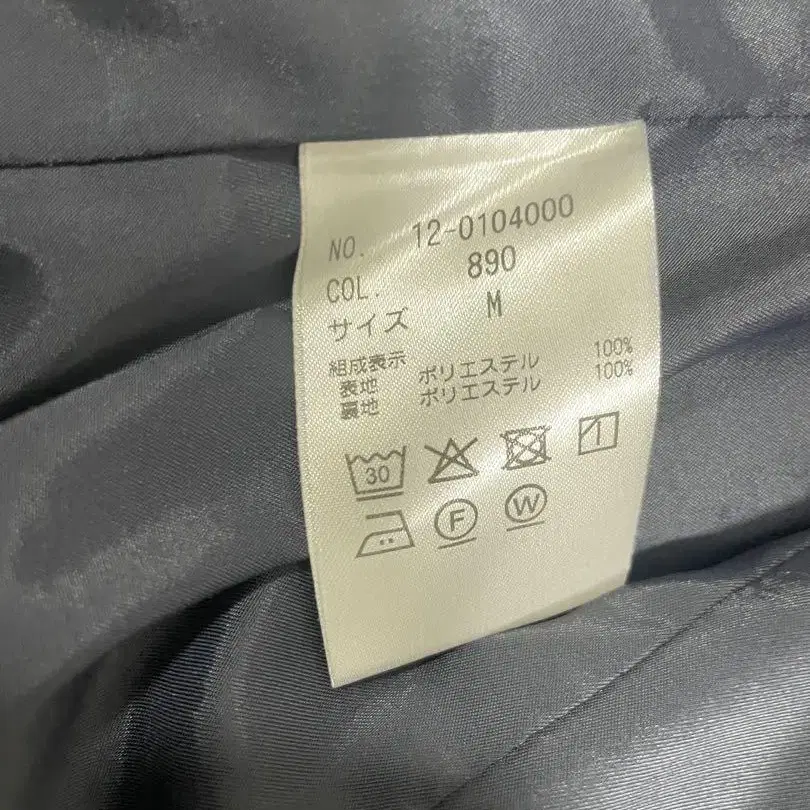 NO. 12-0104000
COL. 890
サイズ M
組成表示
表地 ポリエステル 100%
裏地 ポリエステル 100%
30
F W